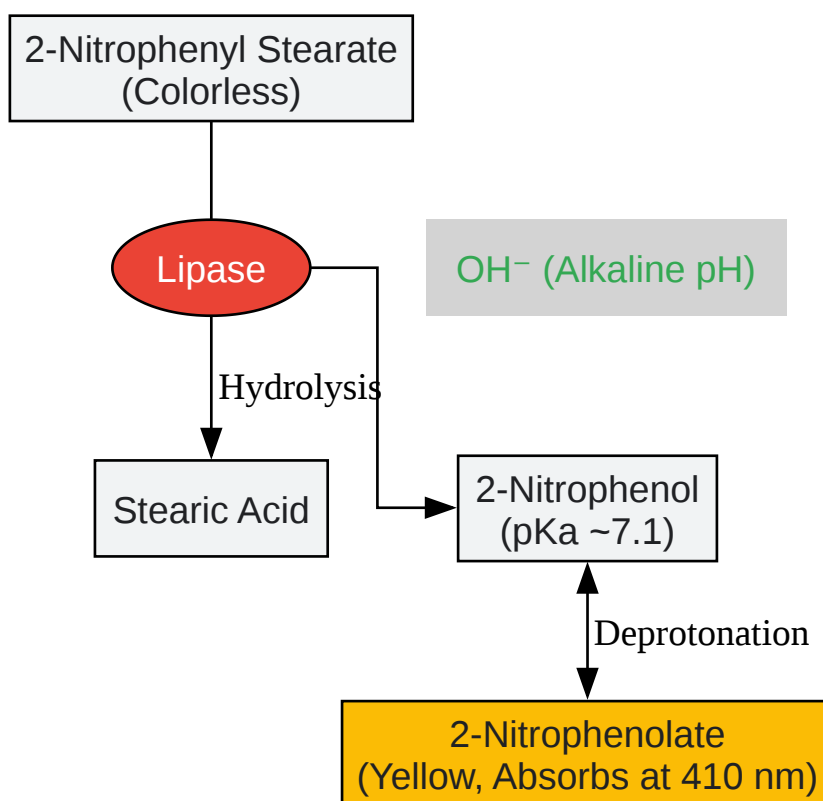 2-Nitrophenyl Stearate
(Colorless)
Lipase
OH⁻ (Alkaline pH)
Hydrolysis
Stearic Acid
2-Nitrophenol
(pKa ~7.1)
Deprotonation
2-Nitrophenolate
(Yellow, Absorbs at 410 nm)